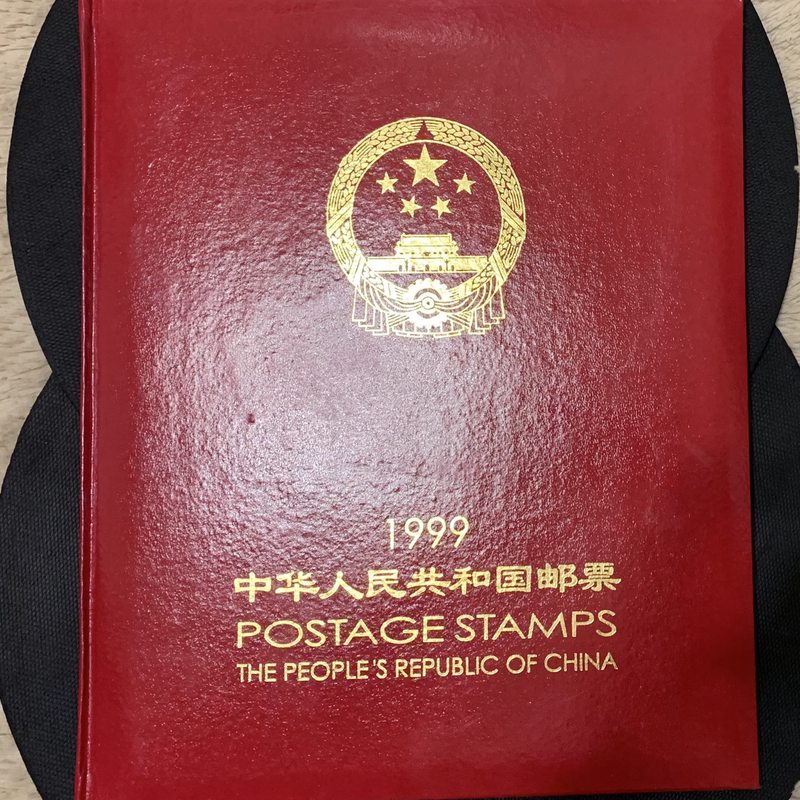 1999
中华人民共和国邮票
POSTAGE STAMPS
THE PEOPLE'S REPUBLIC OF CHINA